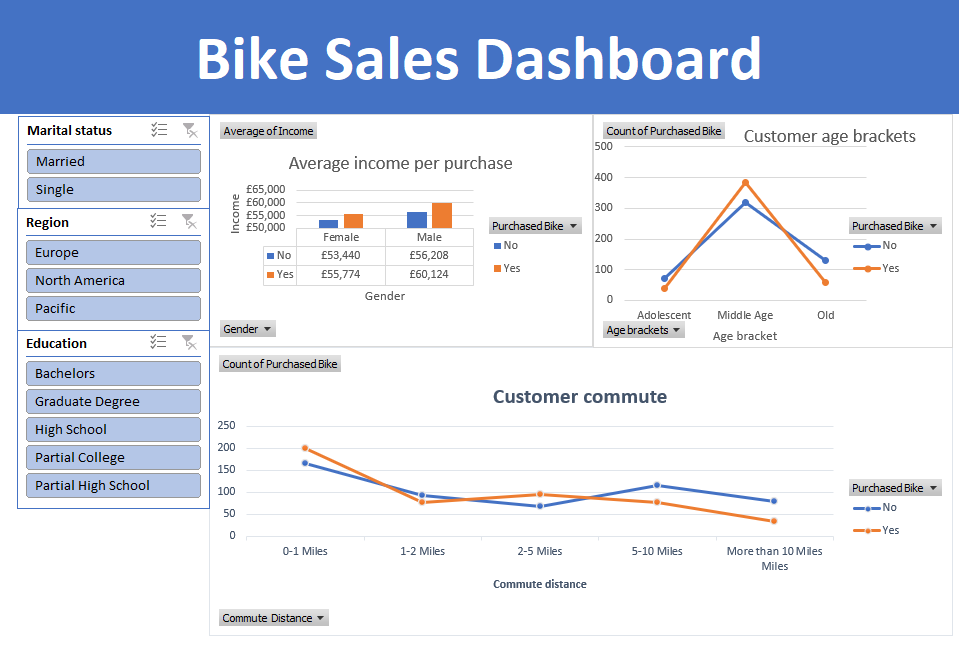 Bike Sales Dashboard
Marital status
Married
Single
Region
Europe
North America
Pacific
Education
Bachelors
Graduate Degree
High School
Partial College
Partial High School
Average of Income
Average income per purchase
Income
£65,000
£60,000
£55,000
£50,000
Female Male
No £53,440 £56,208
Yes £55,774 £60,124
Gender
Purchased Bike
No
Yes
Gender
Count of Purchased Bike
Customer age brackets
500
400
300
200
100
0
Adolescent Middle Age Old
Age bracket
Age brackets
Purchased Bike
No
Yes
Count of Purchased Bike
Customer commute
250
200
150
100
50
0
0-1 Miles 1-2 Miles 2-5 Miles 5-10 Miles More than 10 Miles
Miles
Commute distance
Purchased Bike
No
Yes
Commute Distance